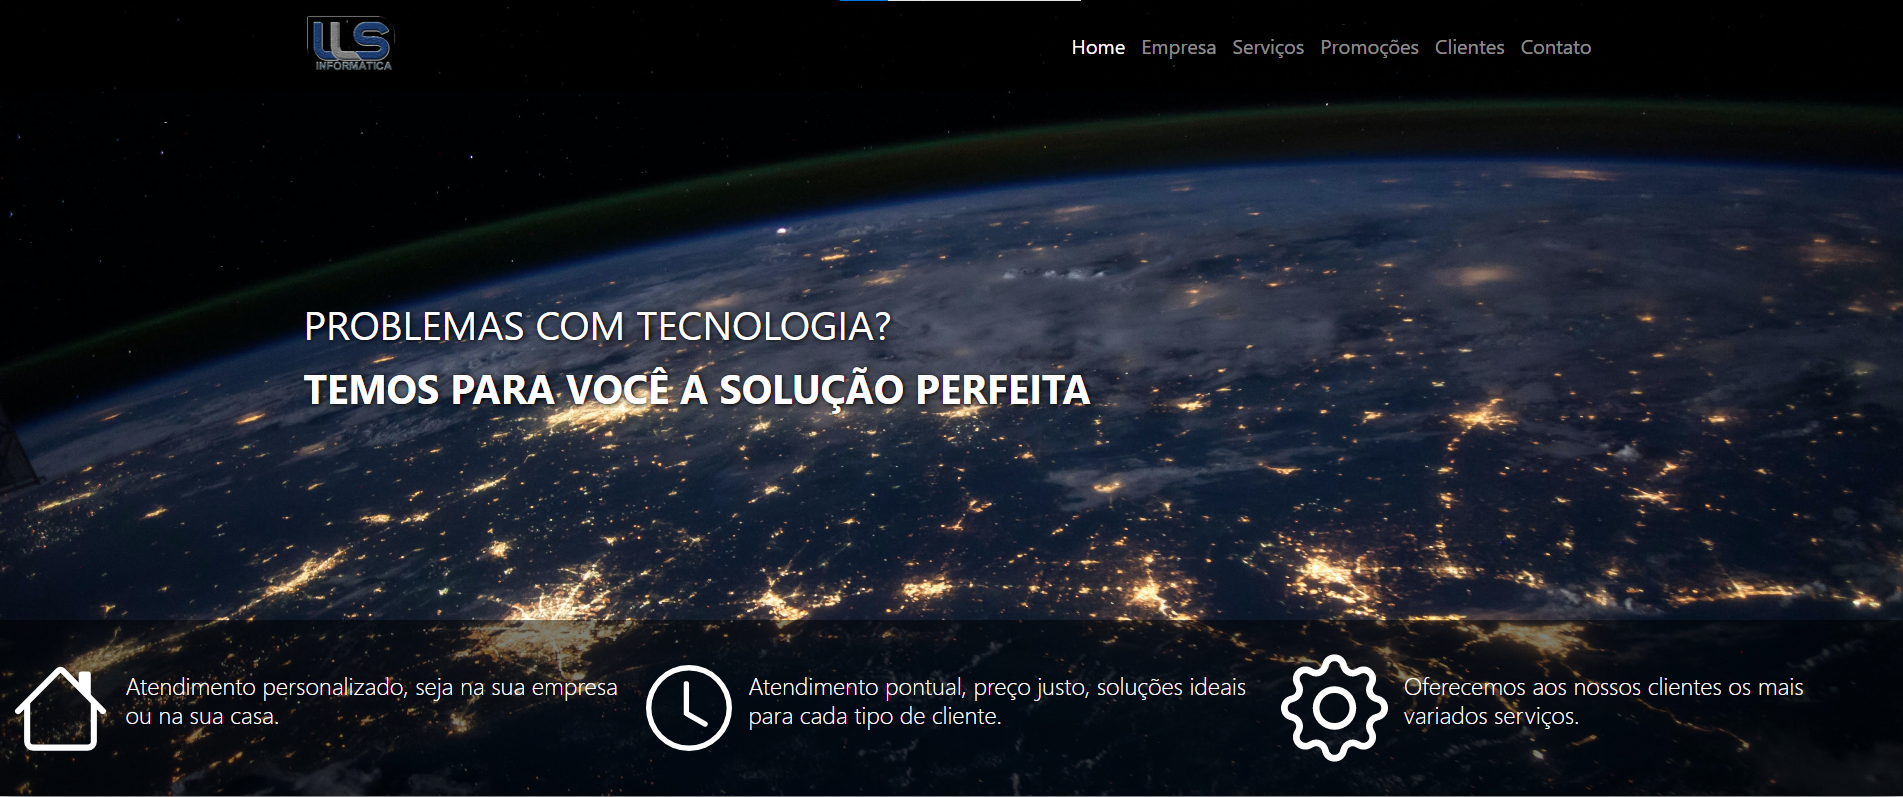 LLS
INFORMÁTICA
Home Empresa Serviços Promoções Clientes Contato
PROBLEMAS COM TECNOLOGIA?
TEMOS PARA VOCÊ A SOLUÇÃO PERFEITA
Atendimento personalizado, seja na sua empresa
ou na sua casa.
Atendimento pontual, preço justo, soluções ideais
para cada tipo de cliente.
Oferecemos aos nossos clientes os mais
variados serviços.